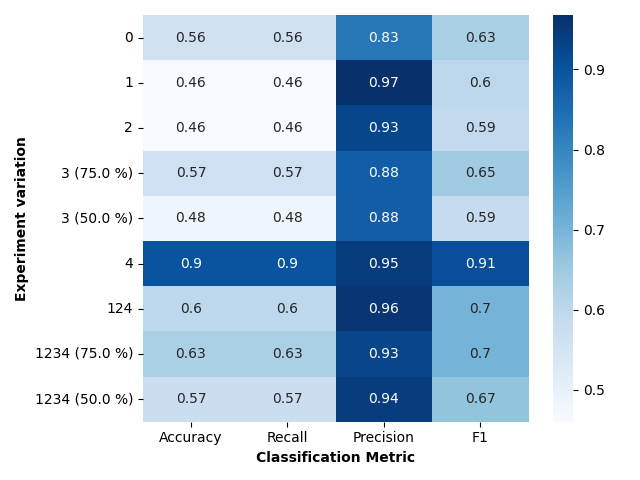 0 0.56 0.56 0.83 0.63
1 0.46 0.46 0.97 0.6
2 0.46 0.46 0.93 0.59
3 (75.0 %) 0.57 0.57 0.88 0.65
3 (50.0 %) 0.48 0.48 0.88 0.59
4 0.9 0.9 0.95 0.91
124 0.6 0.6 0.96 0.7
1234 (75.0 %) 0.63 0.63 0.93 0.7
1234 (50.0 %) 0.57 0.57 0.94 0.67
Accuracy Recall Precision F1
Classification Metric
Experiment variation
0.9
0.8
0.7
0.6
0.5